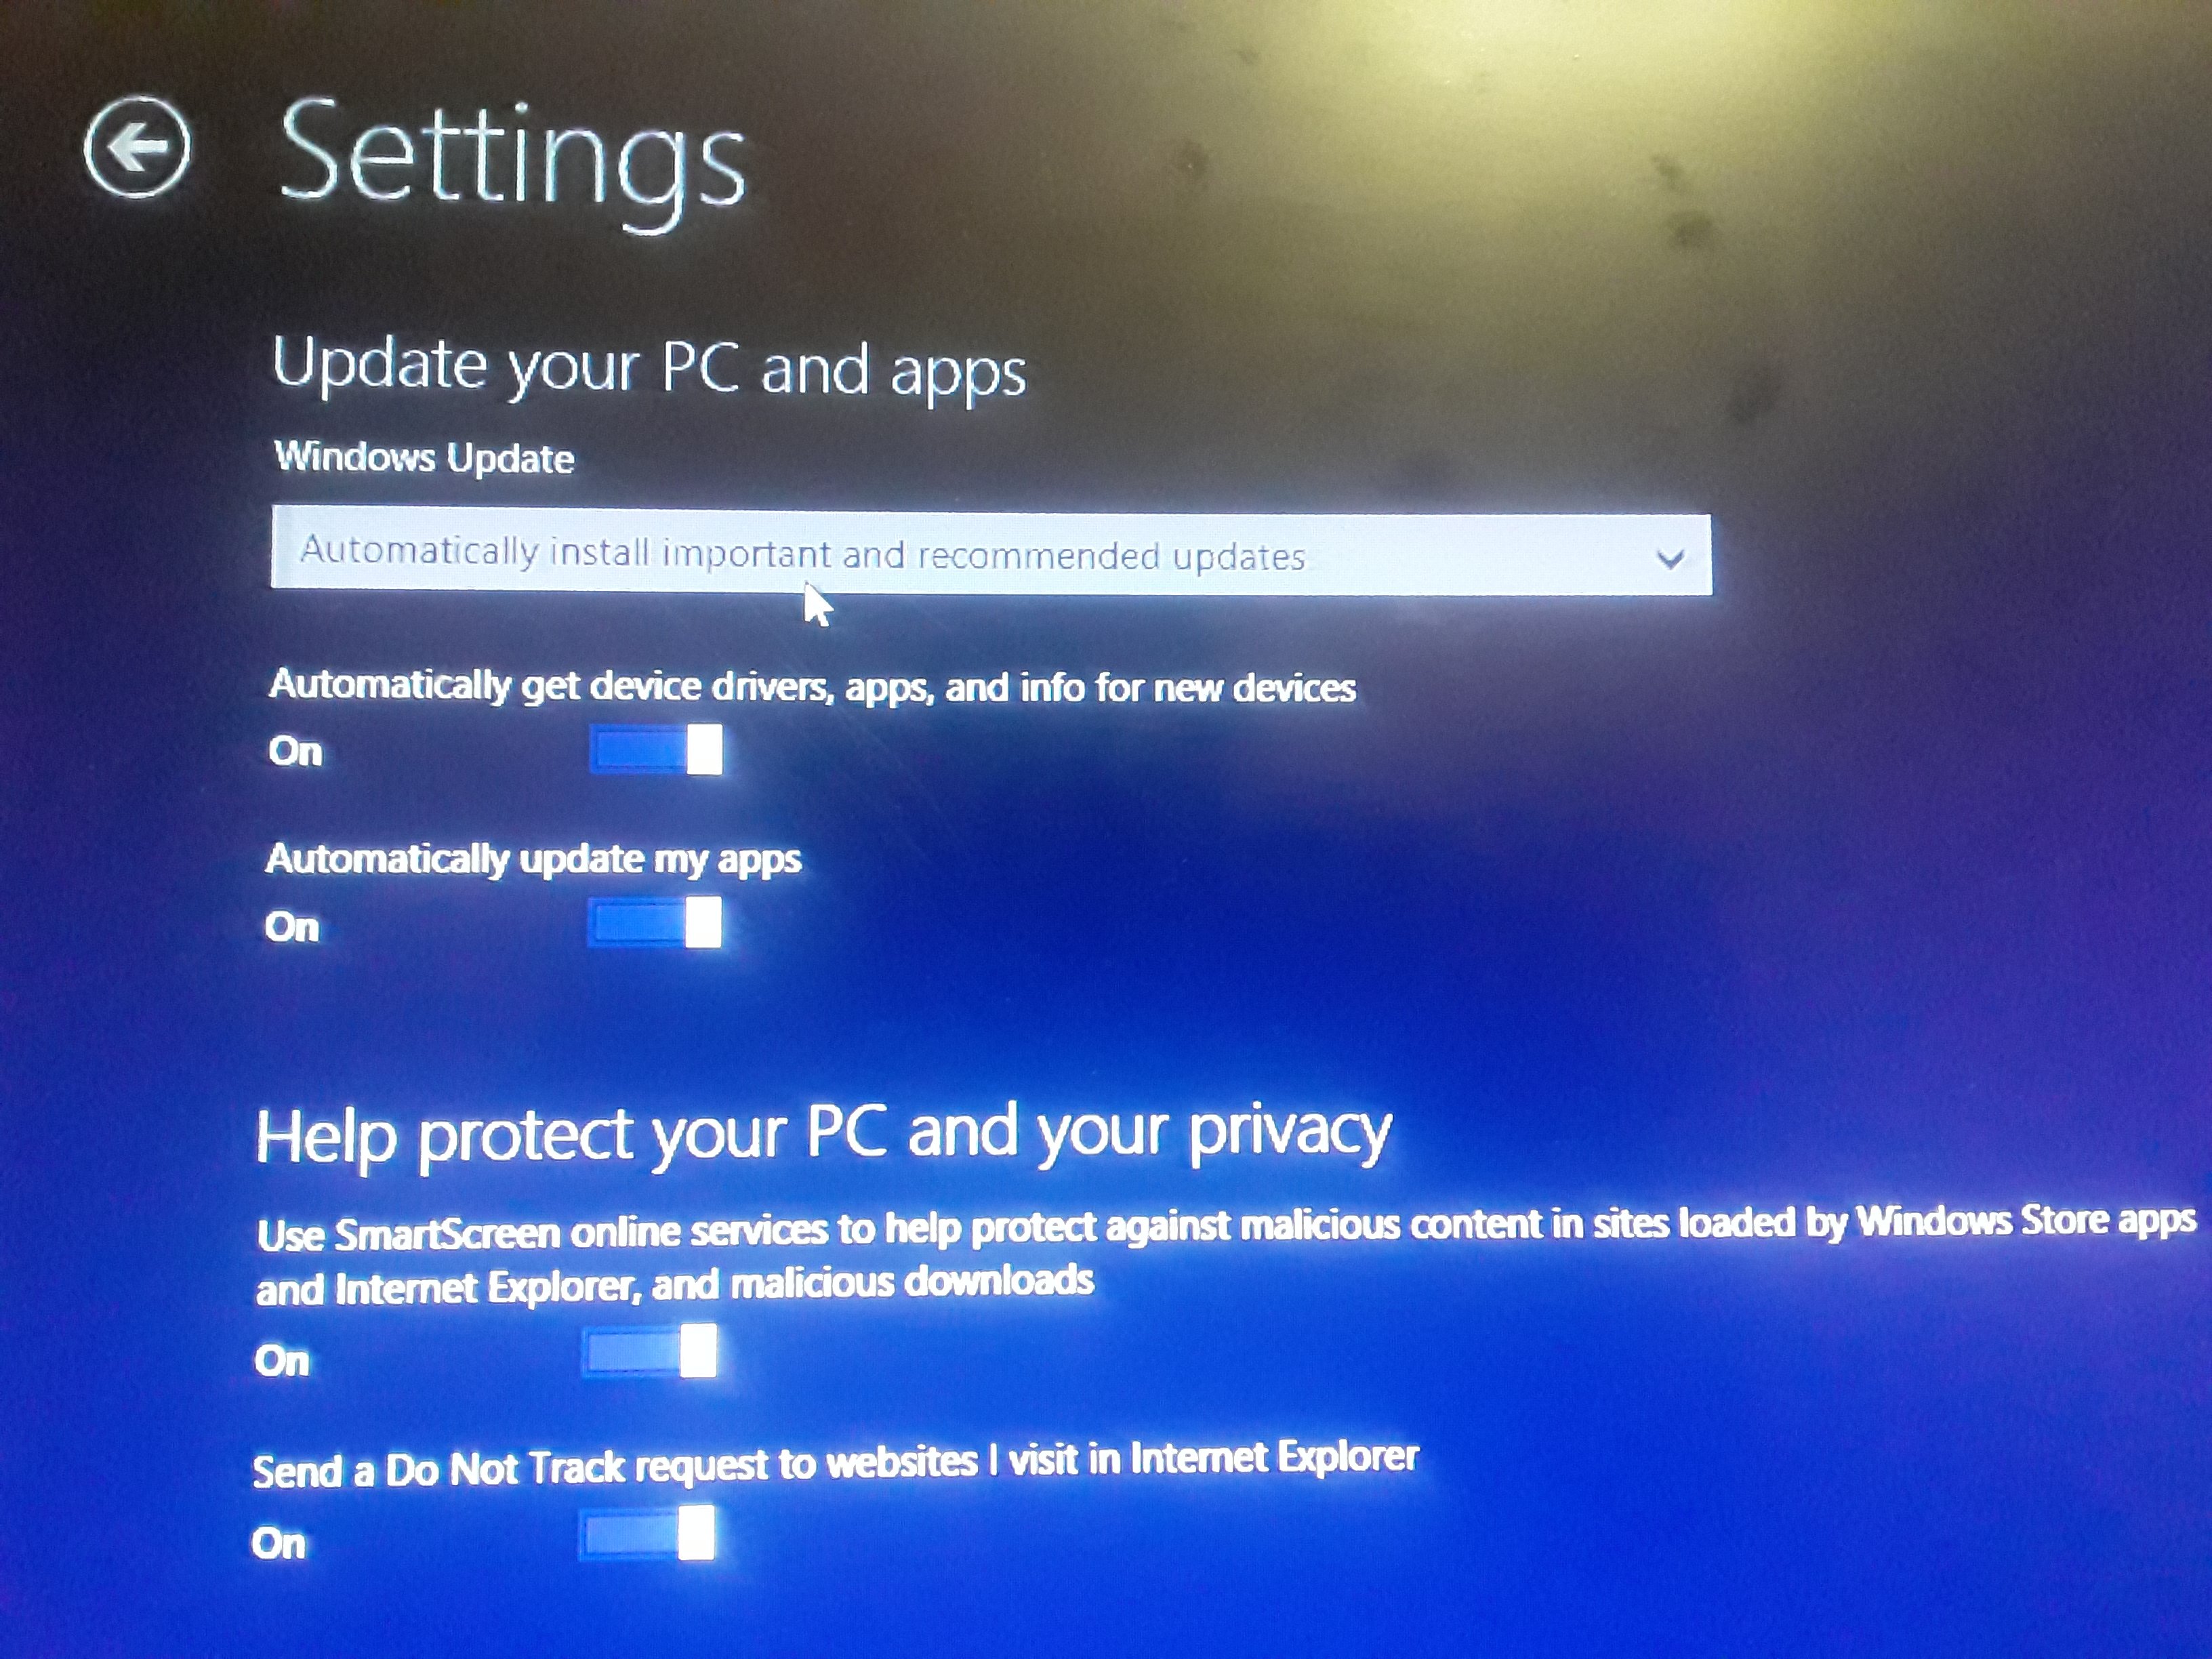 Settings
Update your PC and apps
Windows Update
Automatically install important and recommended updates
Automatically get device drivers, apps, and info for new devices
On
Automatically update my apps
On
Help protect your PC and your privacy
Use SmartScreen online services to help protect against malicious content in sites loaded by Windows Store apps
and Internet Explorer, and malicious downloads
On
Send a Do Not Track request to websites I visit in Internet Explorer
On